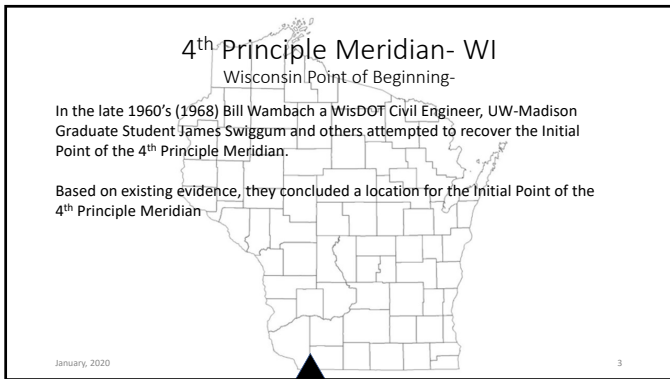 4th Principle Meridian- WI
Wisconsin Point of Beginning-
In the late 1960’s (1968) Bill Wambach a WisDOT Civil Engineer, UW-Madison
Graduate Student James Swiggum and others attempted to recover the Initial
Point of the 4th Principle Meridian.
Based on existing evidence, they concluded a location for the Initial Point of the
4th Principle Meridian
January, 2020
3